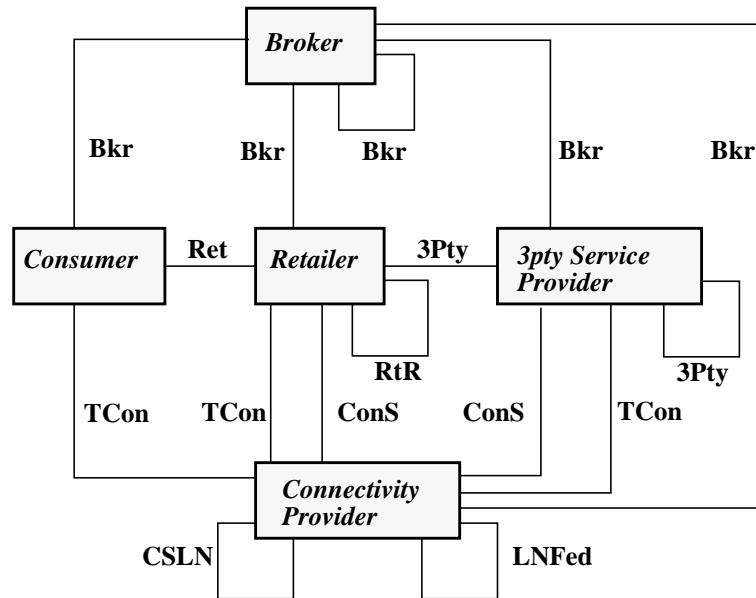 Broker
Bkr
Bkr
Bkr
Bkr
Bkr
Consumer
Ret
Retailer
3Pty
3pty Service
Provider
RtR
3Pty
TCon
TCon
ConS
ConS
TCon
Connectivity
Provider
CSLN
LNFed